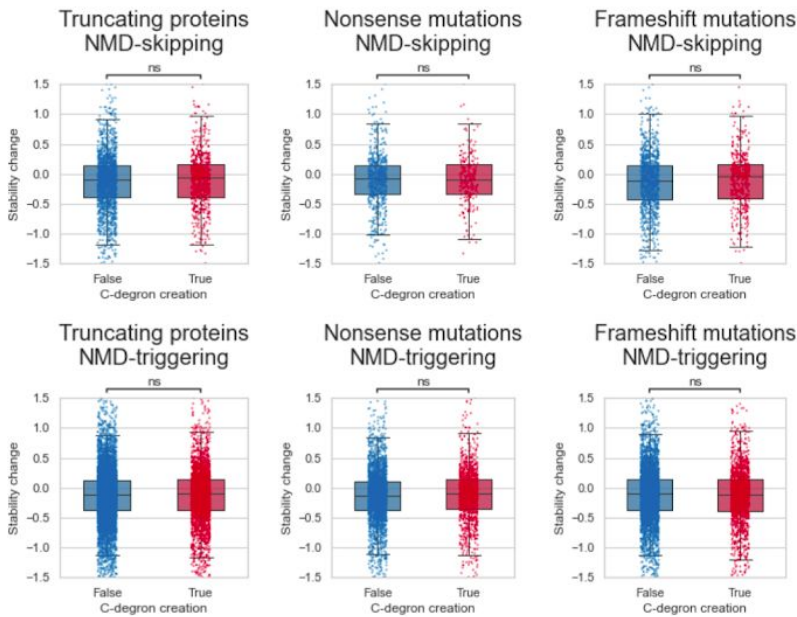 Truncating proteins
NMD-skipping
Nonsense mutations
NMD-skipping
Frameshift mutations
NMD-skipping
ns
ns
ns
Stability change
1.5
1.0
0.5
0.0
−0.5
−1.0
−1.5
False
True
C-degron creation
Stability change
1.5
1.0
0.5
0.0
−0.5
−1.0
−1.5
False
True
C-degron creation
Stability change
1.5
1.0
0.5
0.0
−0.5
−1.0
−1.5
False
True
C-degron creation
Truncating proteins
NMD-triggering
Nonsense mutations
NMD-triggering
Frameshift mutations
NMD-triggering
ns
ns
ns
Stability change
1.5
1.0
0.5
0.0
−0.5
−1.0
−1.5
False
True
C-degron creation
Stability change
1.5
1.0
0.5
0.0
−0.5
−1.0
−1.5
False
True
C-degron creation
Stability change
1.5
1.0
0.5
0.0
−0.5
−1.0
−1.5
False
True
C-degron creation